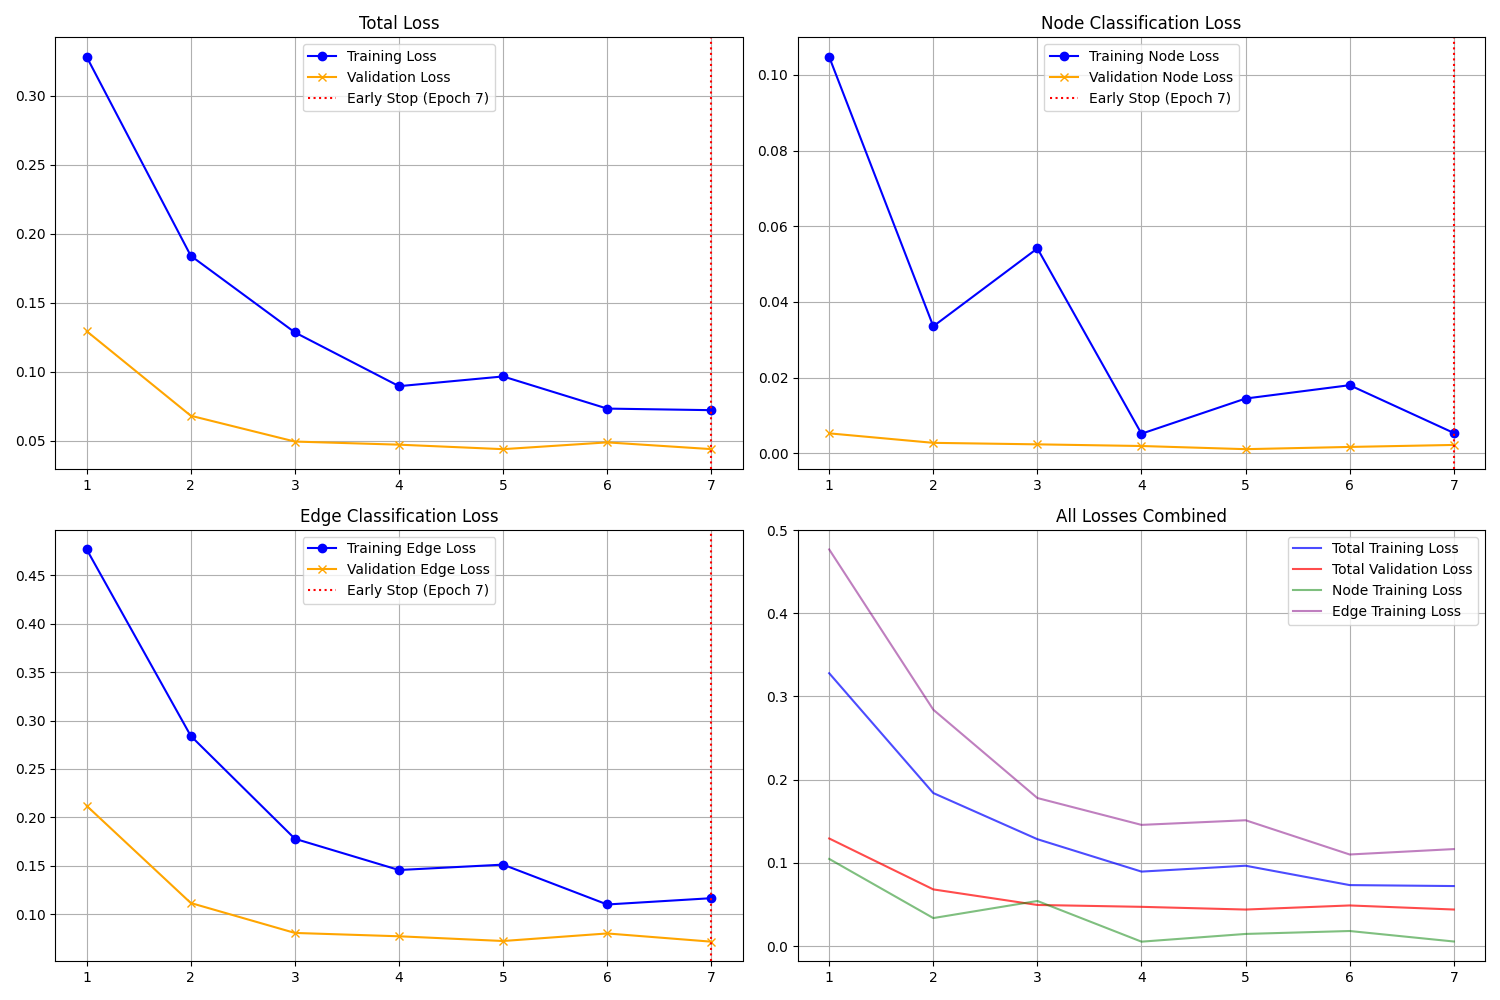 Total Loss
Training Loss
Validation Loss
Early Stop (Epoch 7)
0.30
0.25
0.20
0.15
0.10
0.05
1 2 3 4 5 6 7
Node Classification Loss
Training Node Loss
Validation Node Loss
Early Stop (Epoch 7)
0.10
0.08
0.06
0.04
0.02
0.00
1 2 3 4 5 6 7
Edge Classification Loss
Training Edge Loss
Validation Edge Loss
Early Stop (Epoch 7)
0.45
0.40
0.35
0.30
0.25
0.20
0.15
0.10
1 2 3 4 5 6 7
All Losses Combined
Total Training Loss
Total Validation Loss
Node Training Loss
Edge Training Loss
0.5
0.4
0.3
0.2
0.1
0.0
1 2 3 4 5 6 7